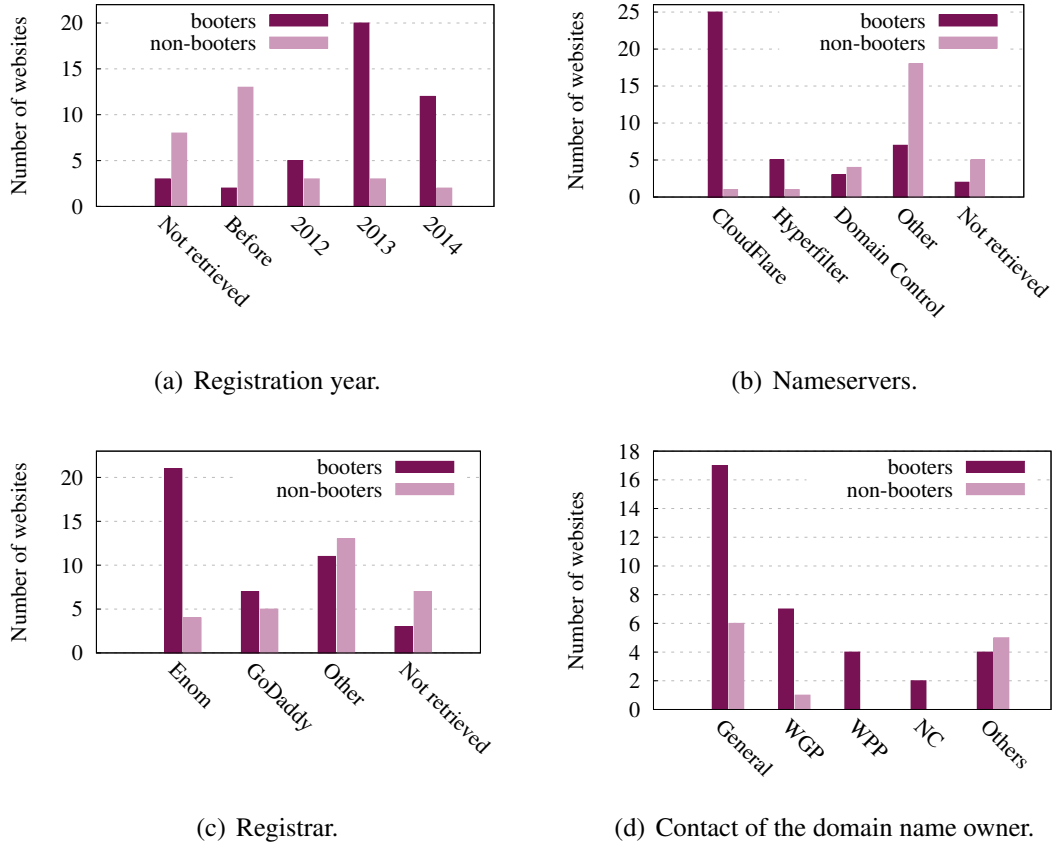 Number of websites
20
15
10
5
0
booters
non-booters
Not retrieved
Before
2012
2013
2014
(a) Registration year.
Number of websites
25
20
15
10
5
0
booters
non-booters
CloudFlare
Hyperfilter
Domain Control
Other
Not retrieved
(b) Nameservers.
Number of websites
20
15
10
5
0
booters
non-booters
Enom
GoDaddy
Other
Not retrieved
(c) Registrar.
Number of websites
18
16
14
12
10
8
6
4
2
0
booters
non-booters
General
WGP
WPP
NC
Others
(d) Contact of the domain name owner.